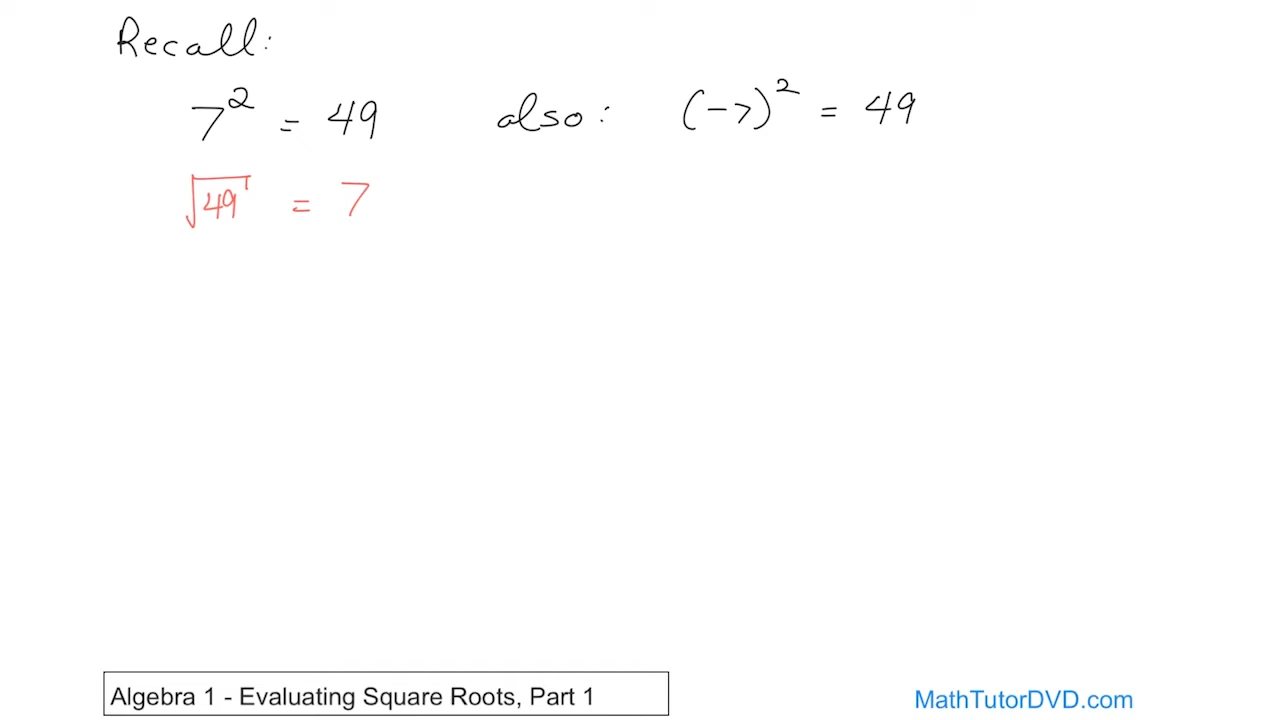 Recall:
7² = 49 also: (-7)² = 49
√49 = 7
Algebra 1 - Evaluating Square Roots, Part 1
MathTutorDVD.com